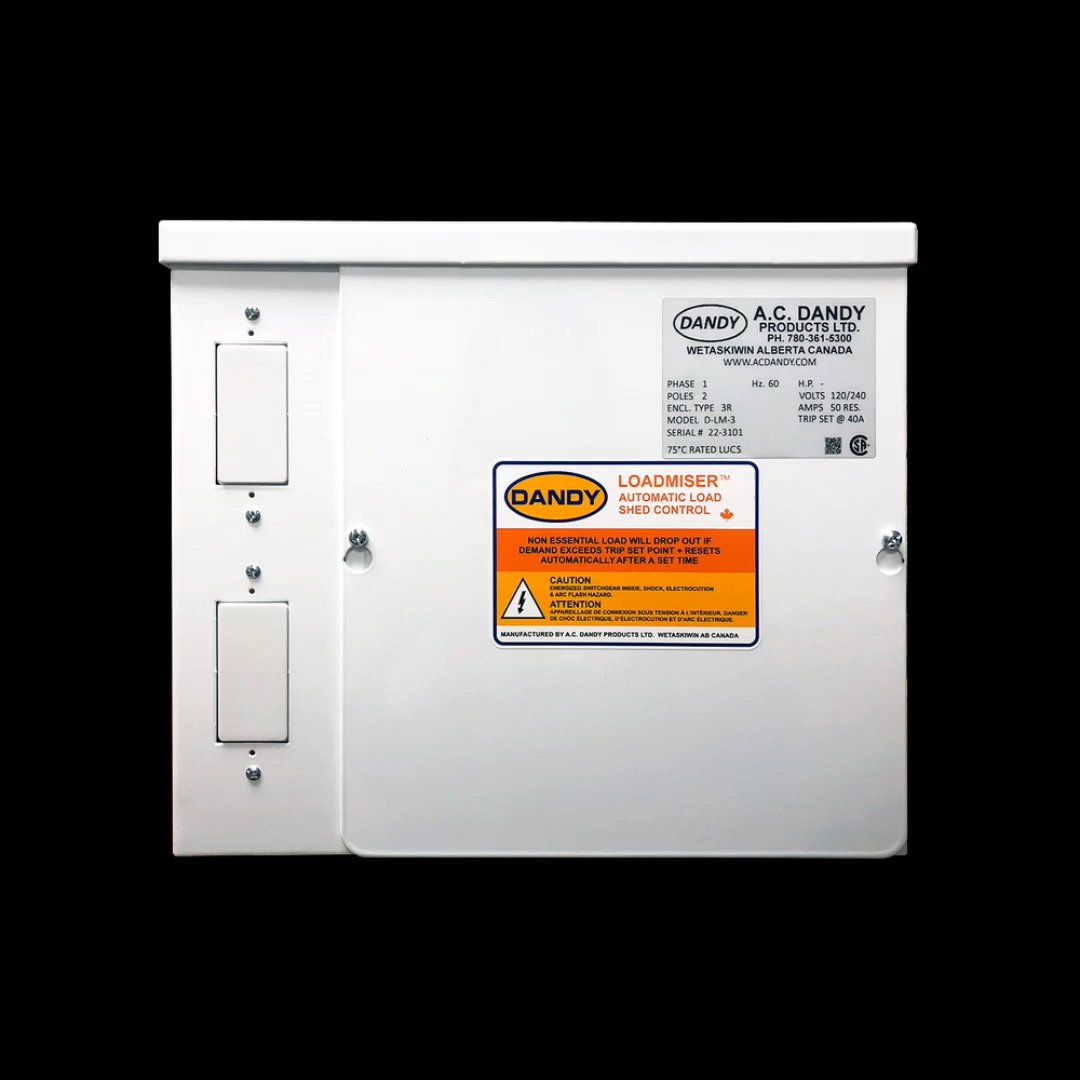 DANDY
A.C. DANDY
PRODUCTS LTD.
PH. 780-361-5300
WETASKIWIN ALBERTA CANADA
WWW.ACDANDY.COM
PHASE 1 Hz. 60 H.P. -
POLES 2 VOLTS 120/240
ENCL. TYPE 3R AMPS 50 RES.
MODEL D-LM-3 TRIP SET @ 40A
SERIAL # 22-3101
75°C RATED LUCS
SA
DANDY
LOADMISER™
AUTOMATIC LOAD
SHED CONTROL
NON ESSENTIAL LOAD WILL DROP OUT IF
DEMAND EXCEEDS TRIP SET POINT + RESETS
AUTOMATICALLY AFTER A SET TIME
CAUTION
ENERGIZED SWITCHGEAR INSIDE. SHOCK, ELECTROCUTION
& ARC FLASH HAZARD.
ATTENTION
APPAREILLAGE DE CONNEXION SOUS TENSION À L'INTÉRIEUR. DANGER
DE CHOC ÉLECTRIQUE, D'ÉLECTROCUTION ET D'ARC ÉLECTRIQUE.
MANUFACTURED BY A.C. DANDY PRODUCTS LTD. WETASKIWIN AB CANADA